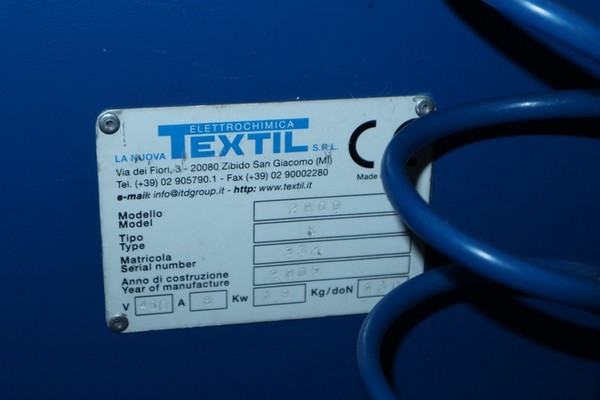 ELETTROCHIMICA
LA NUOVA TEXTIL S.R.L.
Via dei Fiori, 3 - 20080 Zibido San Giacomo (MI)
Tel. (+39) 02 905790.1 - Fax (+39) 02 90002280
e-mail: info@itdgroup.it - http: www.textil.it
Made
Modello
Model
Tipo
Type
Matricola
Serial number
Anno di costruzione
Year of manufacture
V A Kw Kg/doN